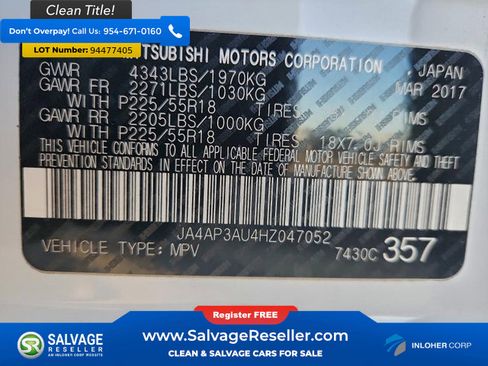 Clean Title!
Don't Overpay! Call Us: 954-671-0160
Lot Number: 94477405
MITSUBISHI MOTORS CORPORATION , JAPAN
GVWR 4343LBS/1970KG MAR 2017
GAWR FR 2271LBS/1030KG
WITH P225/55R18 TIRES RIMS
GAWR RR 2205LBS/1000KG
WITH P225/55R18 TIRES 18X7.0J RIMS
THIS VEHICLE CONFORMS TO ALL APPLICABLE FEDERAL MOTOR VEHICLE SAFETY AND THEFT
PREVENTION STANDARDS IN EFFECT ON THE DATE OF MANUFACTURE SHOWN ABOVE.
JA4AP3AU4HZ047052
VEHICLE TYPE: MPV 7430C 357
Register FREE
SALVAGE RESELLER
AN INLOHER CORP WEBSITE
www.SalvageReseller.com
CLEAN & SALVAGE CARS FOR SALE
INLOHER CORP